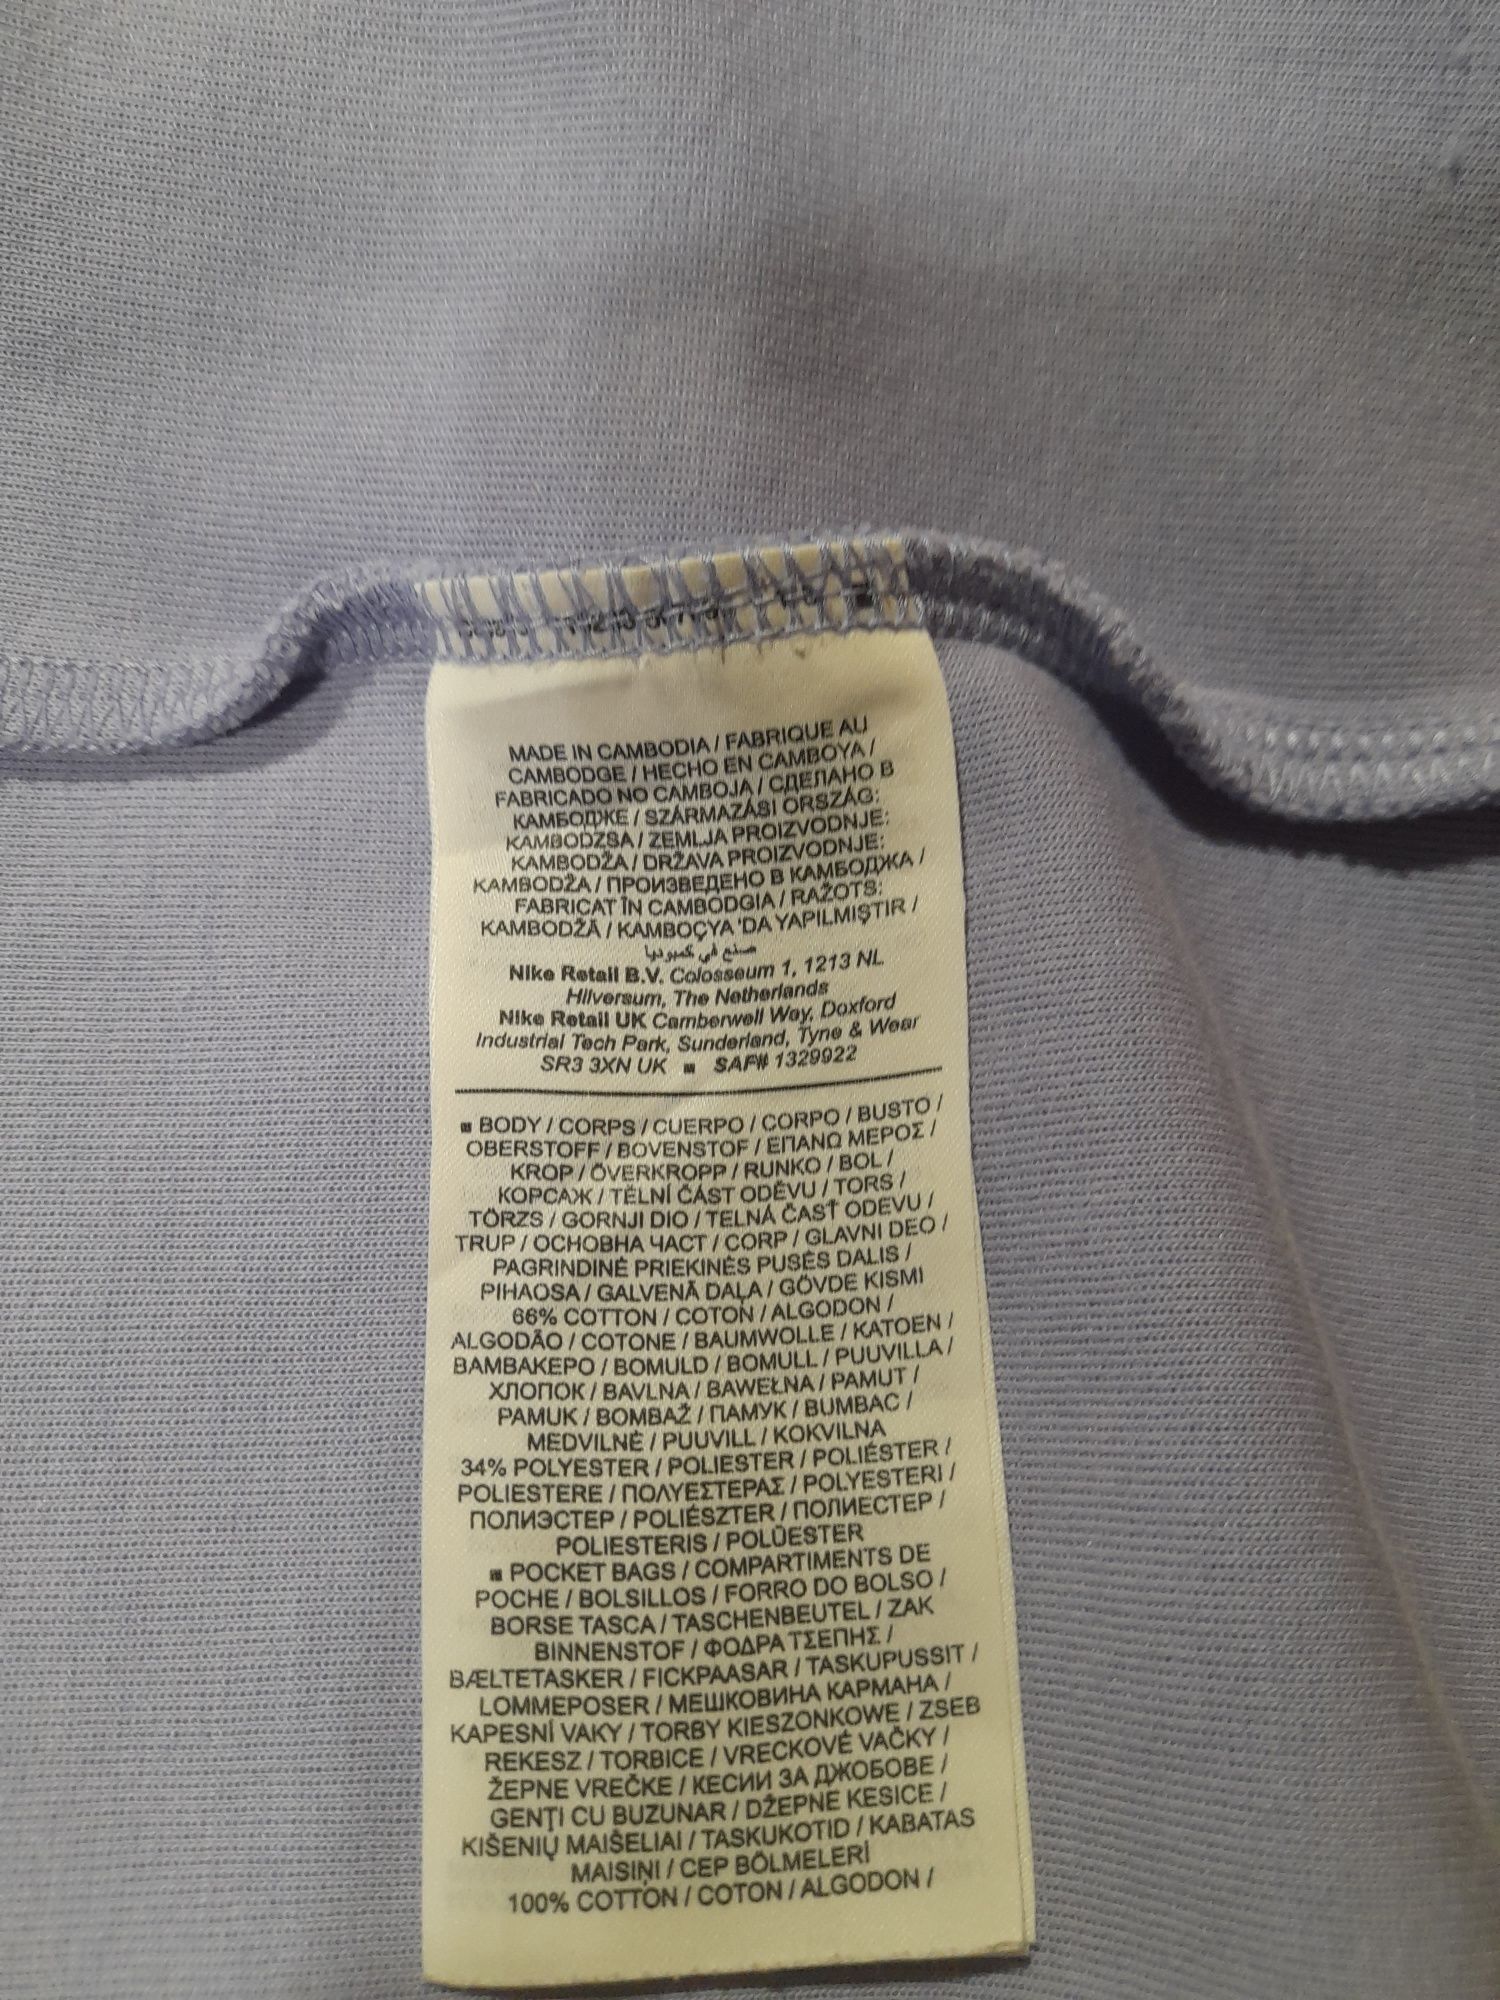 MADE IN CAMBODIA / FABRIQUE AU
CAMBODGE / HECHO EN CAMBOYA /
FABRICADO NO CAMBOJA / СДЕЛАНО В
КАМБОДЖЕ / SZÁRMAZÁSI ORSZÁG:
KAMBODZSA / ZEMLJA PROIZVODNJE:
KAMBODŽA / DRŽAVA PROIZVODNJE:
KAMBODŽA / ПРОИЗВЕДЕНО В КАМБОДЖА /
FABRICAT ÎN CAMBODGIA / RAŽOTS:
KAMBODŽĀ / KAMBOÇYA 'DA YAPILMIŞTIR /
صنع في كمبوديا
Nike Retail B.V. Colosseum 1, 1213 NL
Hilversum, The Netherlands
Nike Retail UK Camberwell Way, Doxford
Industrial Tech Park, Sunderland, Tyne & Wear
SR3 3XN UK ■ SAF# 1329922
■ BODY / CORPS / CUERPO / CORPO / BUSTO /
OBERSTOFF / BOVENSTOF / ΕΠΑΝΩ ΜΕΡΟΣ /
KROP / ÖVERKROPP / RUNKO / BOL /
КОРСАЖ / TĚLNÍ ČÁST ODĚVU / TORS /
TÖRZS / GORNJI DIO / TELNÁ ČASŤ ODEVU /
TRUP / ОСНОВНА ЧАСТ / CORP / GLAVNI DEO /
PAGRINDINĖ PRIEKINĖS PUSĖS DALIS /
PIHAOSA / GALVENĀ DAĻA / GÖVDE KISMI
66% COTTON / COTON / ALGODON /
ALGODÃO / COTONE / BAUMWOLLE / KATOEN /
ΒΑΜΒΑΚΕΡΟ / BOMULD / BOMULL / PUUVILLA /
ХЛОПОК / BAVLNA / BAWEŁNA / PAMUT /
PAMUK / BOMBAŽ / ПАМУК / BUMBAC /
MEDVILNĖ / PUUVILL / KOKVILNA
34% POLYESTER / POLIESTER / POLIÉSTER /
POLIESTERE / ΠΟΛΥΕΣΤΕΡΑΣ / POLYESTERI /
ПОЛИЭСТЕР / POLIÉSZTER / ПОЛИЕСТЕР /
POLIESTERIS / POLÜESTER
■ POCKET BAGS / COMPARTIMENTS DE
POCHE / BOLSILLOS / FORRO DO BOLSO /
BORSE TASCA / TASCHENBEUTEL / ZAK
BINNENSTOF / ΦΟΔΡΑ ΤΣΕΠΗΣ /
BÆLTETASKER / FICKPAASAR / TASKUPUSSIT /
LOMMEPOSER / МЕШКОВИНА КАРМАНА /
KAPESNÍ VAKY / TORBY KIESZONKOWE / ZSEB
REKESZ / TORBICE / VRECKOVÉ VAČKY /
ŽEPNE VREČKE / КЕСИИ ЗА ДЖОБОВЕ /
GENŢI CU BUZUNAR / DŽEPNE KESICE /
KIŠENIŲ MAIŠELIAI / TASKUKOTID / KABATAS
MAISIŅI / CEP BÖLMELERİ
100% COTTON / COTON / ALGODON /